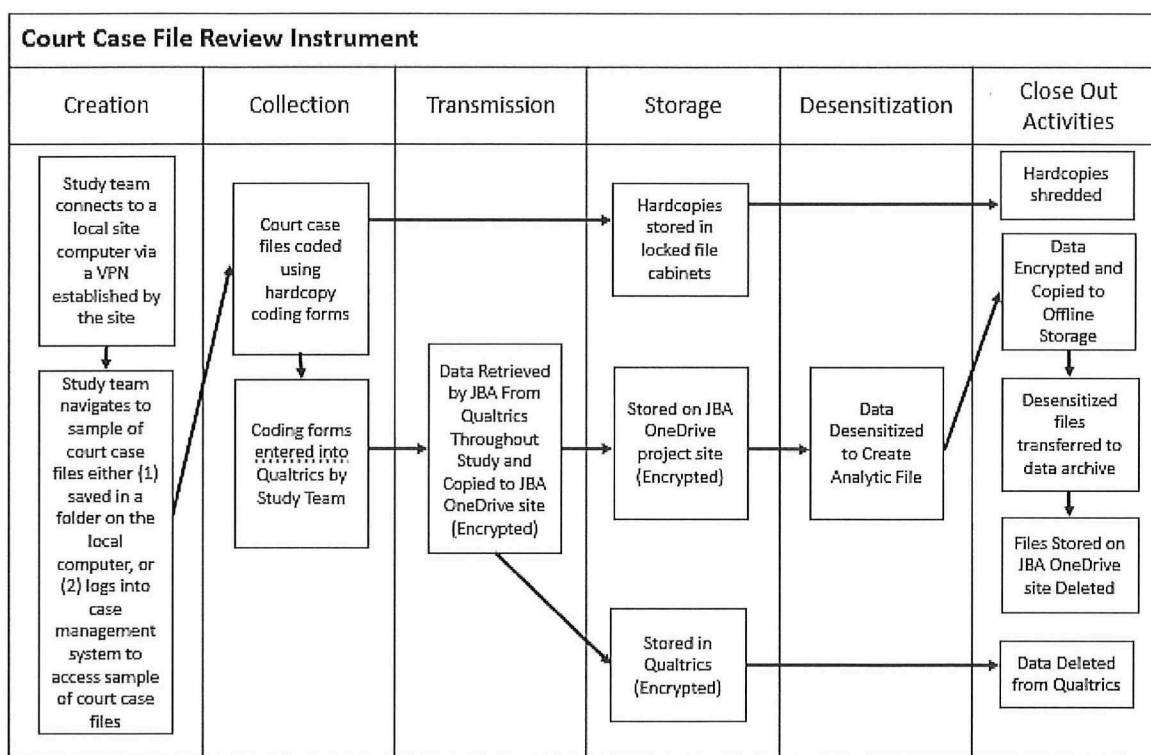 Court Case File Review Instrument
Creation
Collection
Transmission
Storage
Desensitization
Close Out
Activities
Study team
connects to a
local site
computer via
a VPN
established by
the site
Study team
navigates to
sample of
court case
files either (1)
saved in a
folder on the
local
computer, or
(2) logs into
case
management
system to
access sample
of court case
files
Court case
files coded
using
hardcopy
coding forms
Coding forms
entered into
Qualtrics by
Study Team
Data Retrieved
by JBA From
Qualtrics
Throughout
Study and
Copied to JBA
OneDrive site
(Encrypted)
Hardcopies
stored in
locked file
cabinets
Stored on JBA
OneDrive
project site
(Encrypted)
Stored in
Qualtrics
(Encrypted)
Data
Desensitized
to Create
Analytic File
Hardcopies
shredded
Data
Encrypted and
Copied to
Offline
Storage
Desensitized
files
transferred to
data archive
Files Stored on
JBA OneDrive
site Deleted
Data Deleted
from Qualtrics